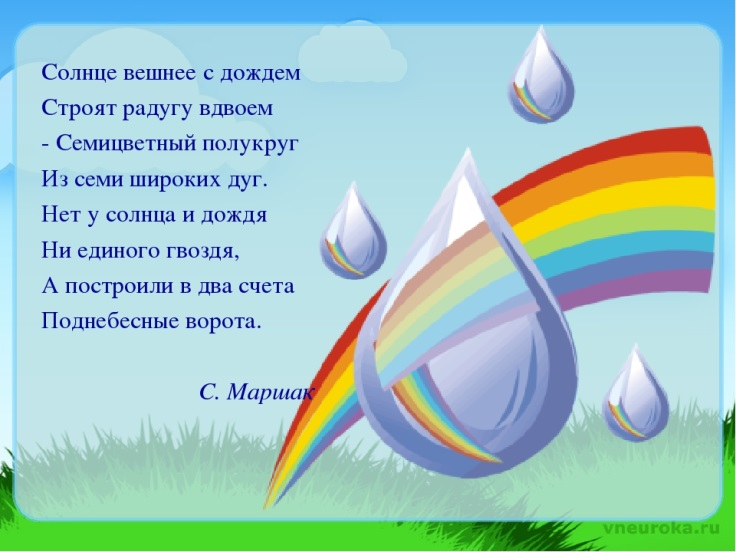 Солнце вешнее с дождем
Строят радугу вдвоем
- Семицветный полукруг
Из семи широких дуг.
Нет у солнца и дождя
Ни единого гвоздя,
А построили в два счета
Поднебесные ворота.
С. Маршак
vneuroka.ru